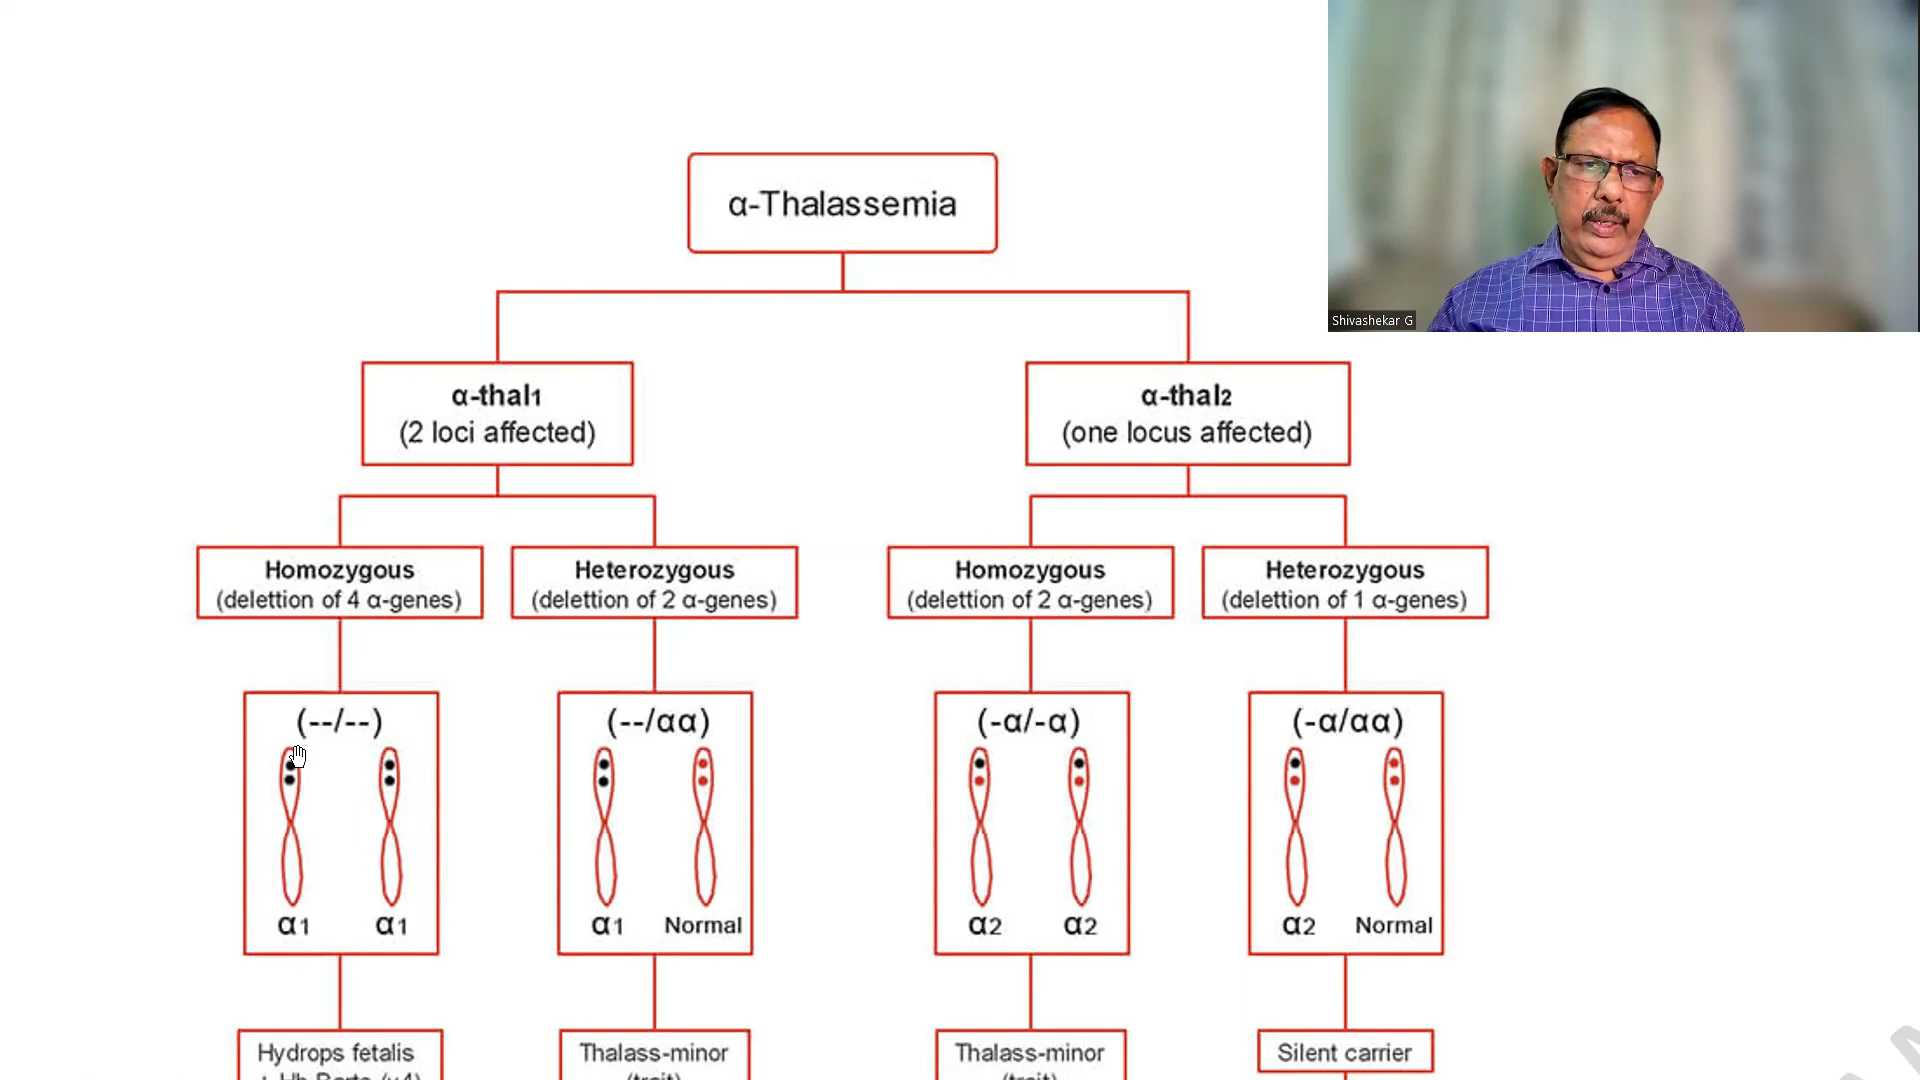 α-Thalassemia
Shivashekar G
α-thal1
(2 loci affected)
α-thal2
(one locus affected)
Homozygous
(delettion of 4 α-genes)
Heterozygous
(delettion of 2 α-genes)
Homozygous
(delettion of 2 α-genes)
Heterozygous
(delettion of 1 α-genes)
(--/--)
(--/αα)
(-α/-α)
(-α/αα)
α1 α1
α1 Normal
α2 α2
α2 Normal
Hydrops fetalis
Thalass-minor
(trait)
Thalass-minor
(trait)
Silent carrier